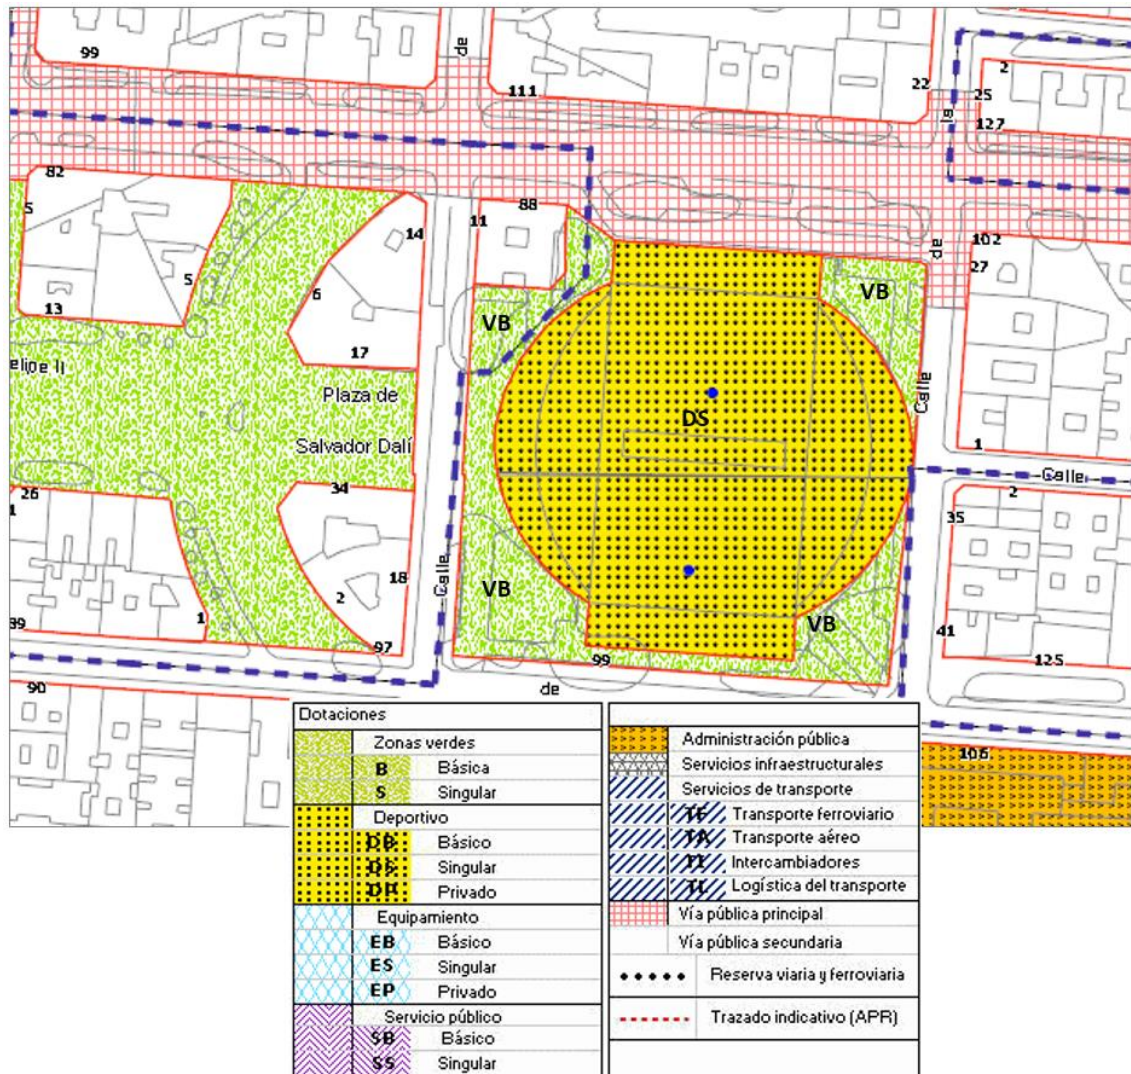 99
de
111
22
25
2
127
82
88
11
14
5
5
6
13
17
102
27
de
VB
VB
elipe II
Plaza de
Salvador Dalí
DS
Calle
1
Calle
34
26
1
2
35
18
Calle
VB
2
1
VB
41
39
97
99
125
90
de
106
Dotaciones
Zonas verdes
B Básica
S Singular
Deportivo
DB Básico
DS Singular
DP Privado
Equipamiento
EB Básico
ES Singular
EP Privado
Servicio público
SB Básico
SS Singular
Administración pública
Servicios infraestructurales
Servicios de transporte
TF Transporte ferroviario
TA Transporte aéreo
TI Intercambiadores
TL Logística del transporte
Vía pública principal
Vía pública secundaria
Reserva viaria y ferroviaria
Trazado indicativo (APR)